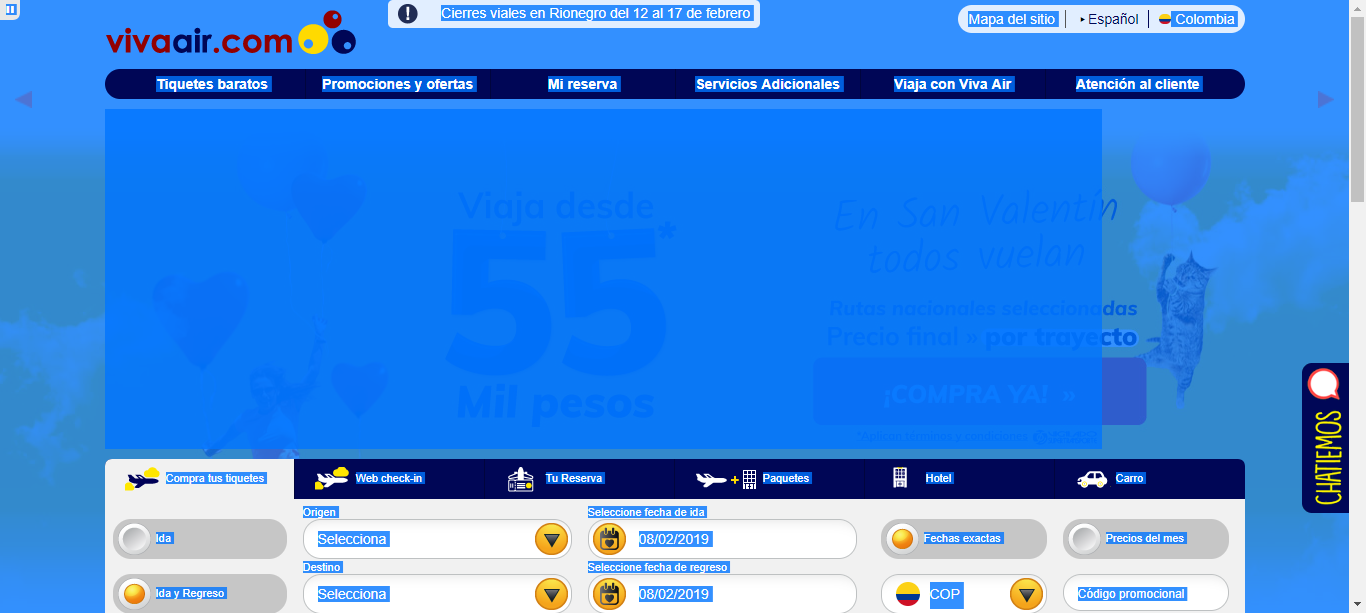 Cierres viales en Rionegro del 12 al 17 de febrero
Mapa del sitio
Español
Colombia
vivaair.com
Tiquetes baratos
Promociones y ofertas
Mi reserva
Servicios Adicionales
Viaja con Viva Air
Atención al cliente
Viaja desde
55*
Mil pesos
En San Valentín
todos vuelan
Rutas nacionales seleccionadas
Precio final » por trayecto
¡COMPRA YA! »
*Aplican términos y condiciones
CHATIEMOS
Compra tus tiquetes
Web check-in
Tu Reserva
Paquetes
Hotel
Carro
Ida
Ida y Regreso
Origen
Selecciona
Destino
Selecciona
Seleccione fecha de ida
08/02/2019
Seleccione fecha de regreso
08/02/2019
Fechas exactas
Precios del mes
COP
Código promocional